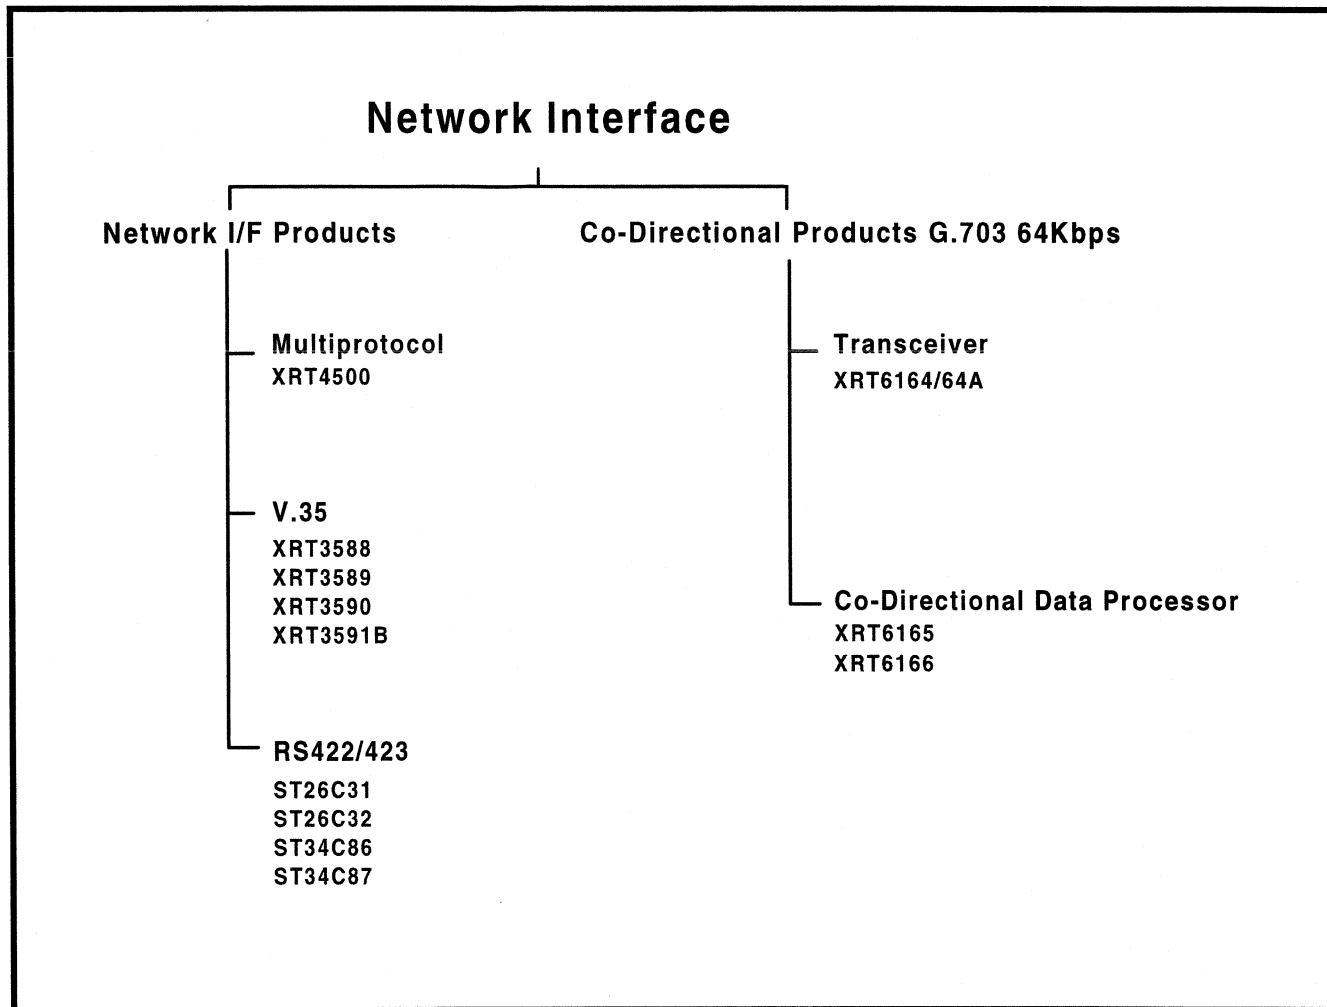 Network Interface
Network I/F Products
Multiprotocol
XRT4500
V.35
XRT3588
XRT3589
XRT3590
XRT3591B
RS422/423
ST26C31
ST26C32
ST34C86
ST34C87
Co-Directional Products G.703 64Kbps
Transceiver
XRT6164/64A
Co-Directional Data Processor
XRT6165
XRT6166